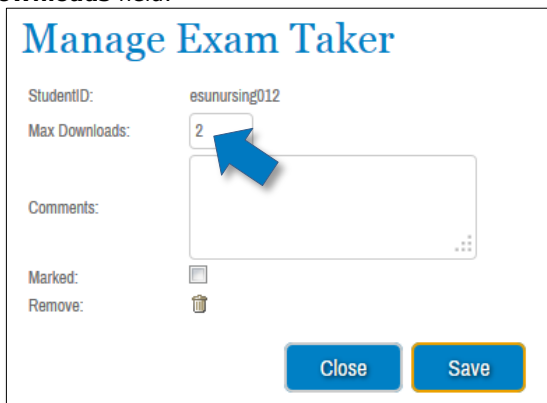 Manage Exam Taker
StudentID: esunursing012
Max Downloads: 2
Comments:
Marked:
Remove:
Close Save